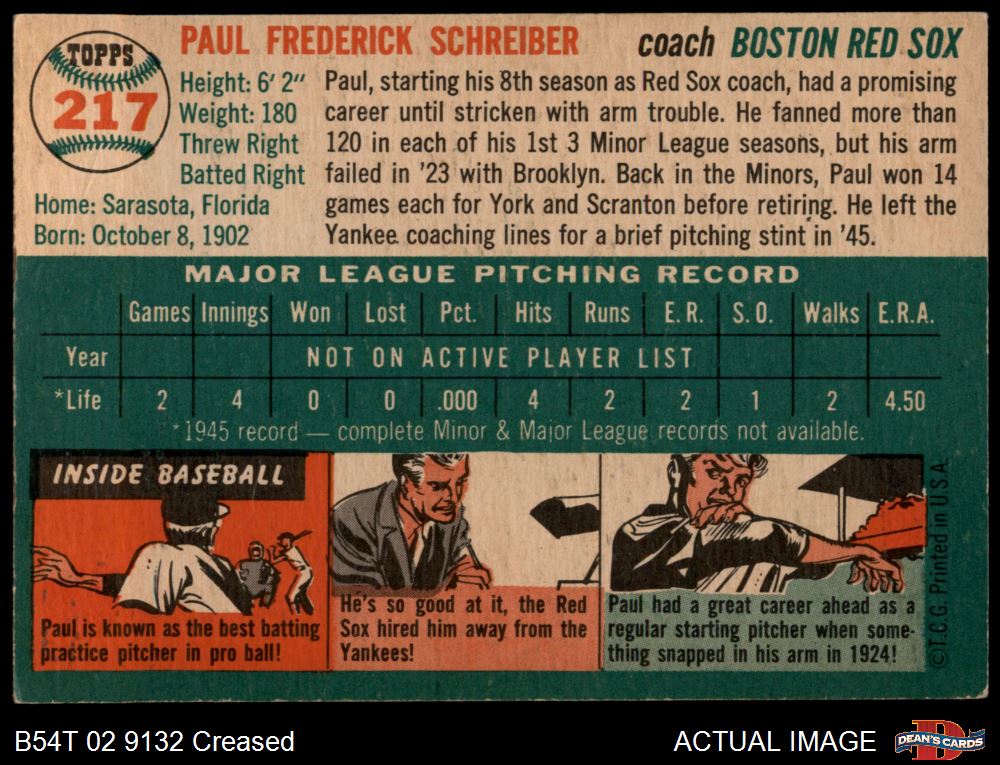 TOPPS
217
PAUL FREDERICK SCHREIBER coach BOSTON RED SOX
Height: 6' 2"
Weight: 180
Threw Right
Batted Right
Home: Sarasota, Florida
Born: October 8, 1902
Paul, starting his 8th season as Red Sox coach, had a promising
career until stricken with arm trouble. He fanned more than
120 in each of his 1st 3 Minor League seasons, but his arm
failed in '23 with Brooklyn. Back in the Minors, Paul won 14
games each for York and Scranton before retiring. He left the
Yankee coaching lines for a brief pitching stint in '45.
MAJOR LEAGUE PITCHING RECORD
Games Innings Won Lost Pct. Hits Runs E.R. S.O. Walks E.R.A.
Year NOT ON ACTIVE PLAYER LIST
*Life 2 4 0 0 .000 4 2 2 1 2 4.50
*1945 record — complete Minor & Major League records not available.
INSIDE BASEBALL
Paul is known as the best batting
practice pitcher in pro ball!
He's so good at it, the Red
Sox hired him away from the
Yankees!
Paul had a great career ahead as a
regular starting pitcher when some-
thing snapped in his arm in 1924!
©T.C.G. Printed in U.S.A.
B54T 02 9132 Creased
ACTUAL IMAGE
DEAN'S CARDS